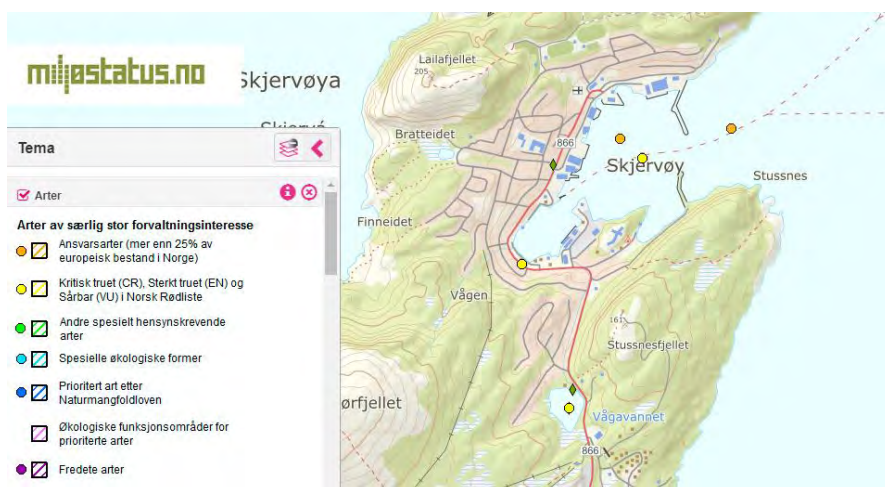 miljøstatus.no
Skjervøya
Tema
Arter
Arter av særlig stor forvaltningsinteresse
Ansvarsarter (mer enn 25% av
europeisk bestand i Norge)
Kritisk truet (CR), Sterkt truet (EN) og
Sårbar (VU) i Norsk Rødliste
Andre spesielt hensynskrevende
arter
Spesielle økologiske former
Prioritert art etter
Naturmangfoldloven
Økologiske funksjonsområder for
prioriterte arter
Fredete arter
Lailafjellet
205
Brattteidet
866
Skjervøy
Stussnes
Finneidet
Vågen
161
Stussnesfjellet
ørfjellet
Vågavannet
866